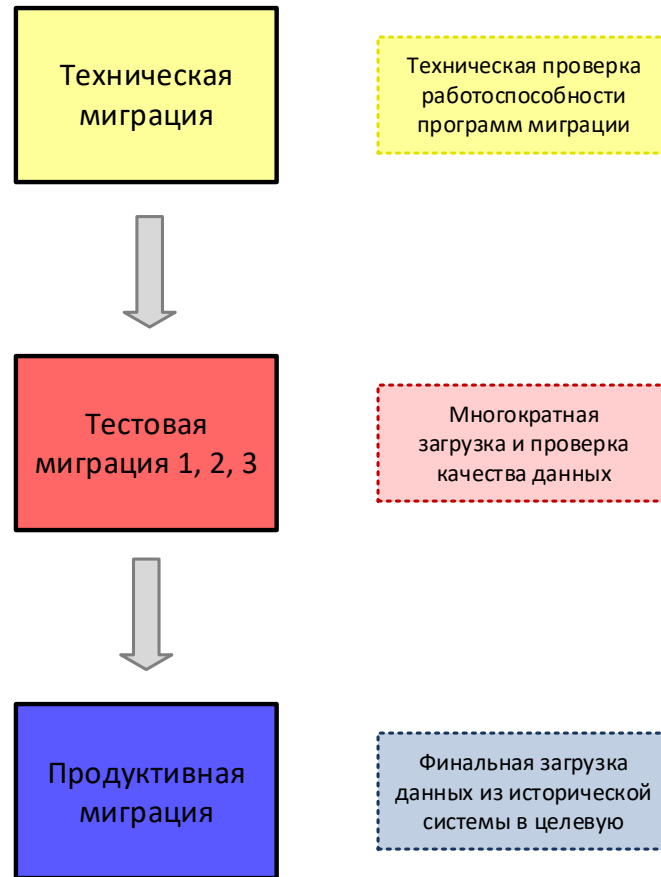 Техническая
миграция
Техническая проверка
работоспособности
программ миграции
Тестовая
миграция 1, 2, 3
Многократная
загрузка и проверка
качества данных
Продуктивная
миграция
Финальная загрузка
данных из исторической
системы в целевую